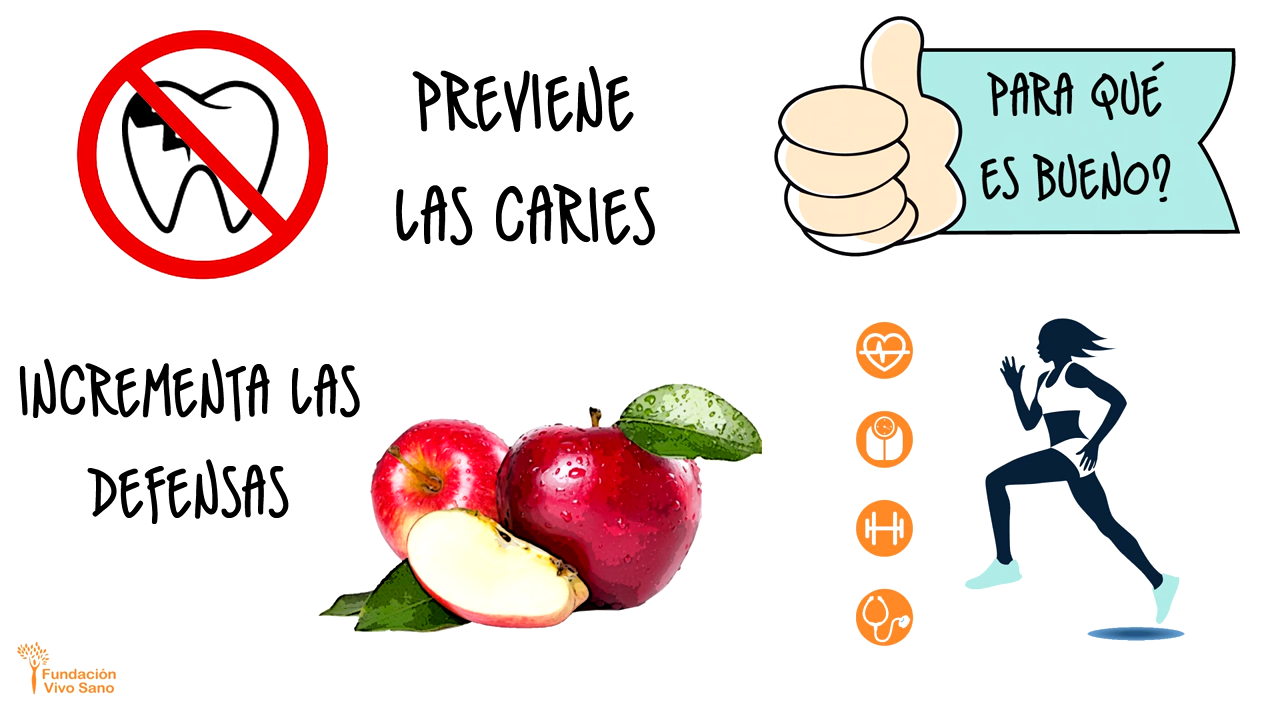 PREVIENE
LAS CARIES
PARA QUÉ
ES BUENO?
INCREMENTA LAS
DEFENSAS
Fundación
Vivo Sano